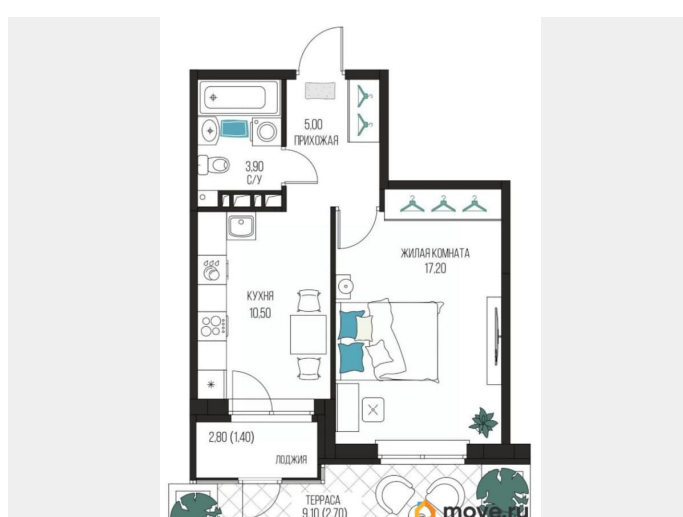 5,00
ПРИХОЖАЯ
3,90
С/У
ЖИЛАЯ КОМНАТА
17,20
КУХНЯ
10,50
2,80 (1,40)
ЛОДЖИЯ
ТЕРРАСА
9,10 (2,70)
move.ru